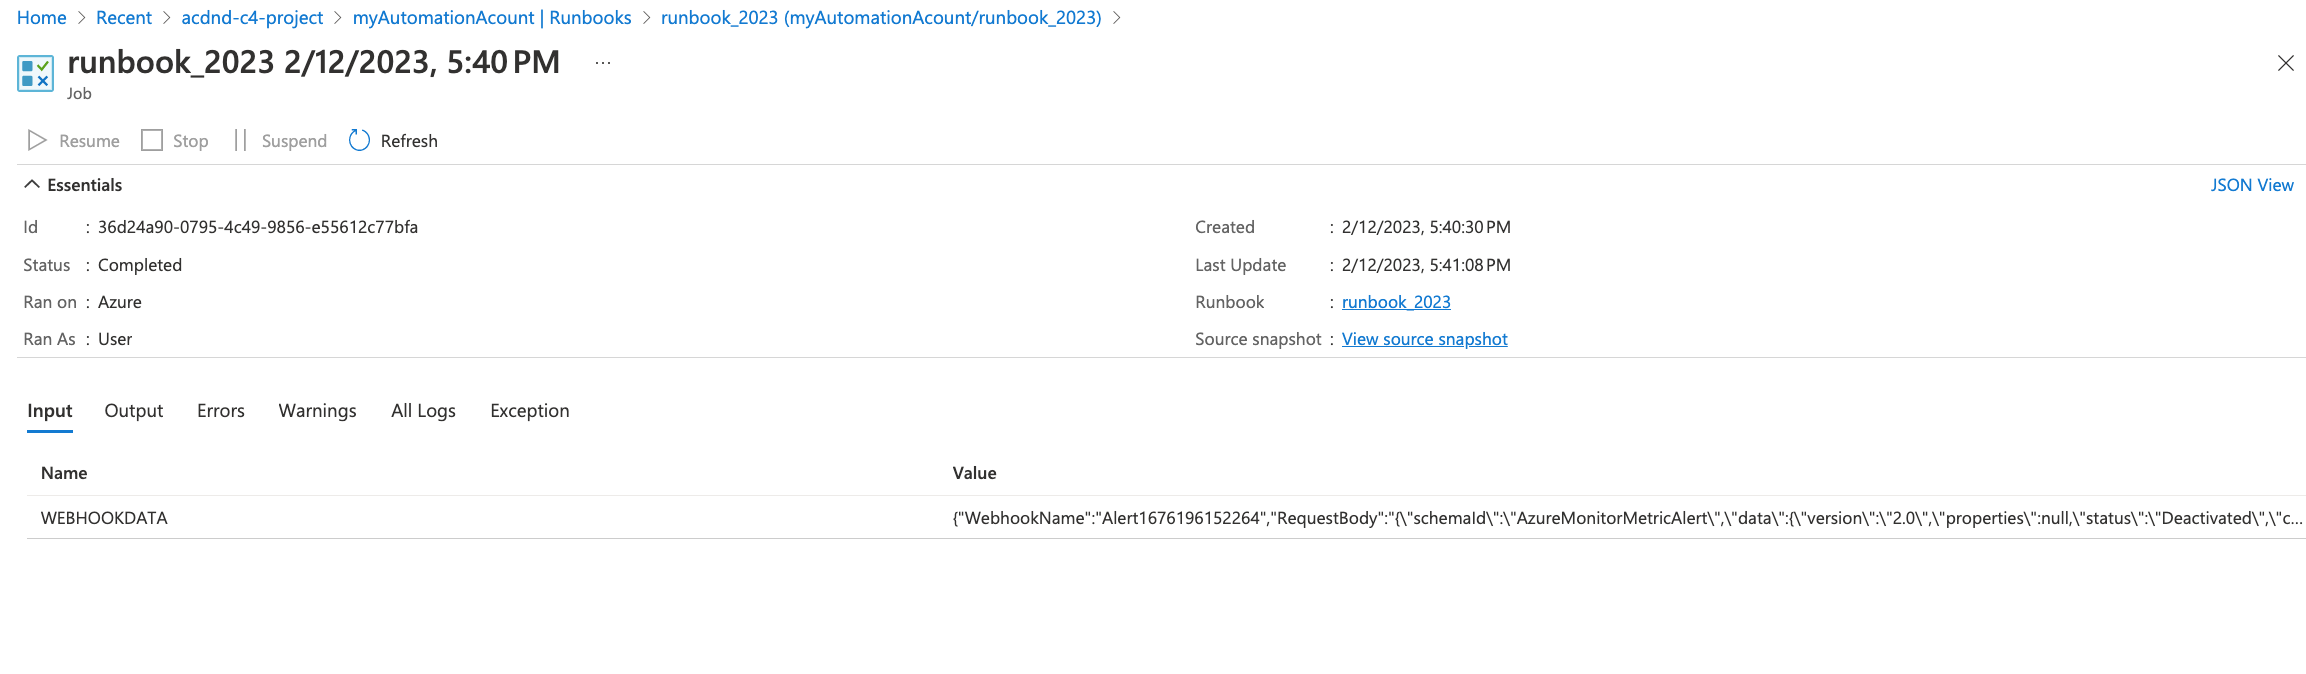 Home > Recent > acdnd-c4-project > myAutomationAcount | Runbooks > runbook_2023 (myAutomationAcount/runbook_2023) >
runbook_2023 2/12/2023, 5:40 PM ...
Job
Resume Stop Suspend Refresh
Essentials JSON View
Id : 36d24a90-0795-4c49-9856-e55612c77bfa Created : 2/12/2023, 5:40:30 PM
Status : Completed Last Update : 2/12/2023, 5:41:08 PM
Ran on : Azure Runbook : runbook_2023
Ran As : User Source snapshot : View source snapshot
Input Output Errors Warnings All Logs Exception
Name Value
WEBHOOKDATA {"WebhookName":"Alert1676196152264","RequestBody":"{\"schemaId\":\"AzureMonitorMetricAlert\",\"data\":{\"version\":\"2.0\",\"properties\":null,\"status\":\"Deactivated\",\"c...